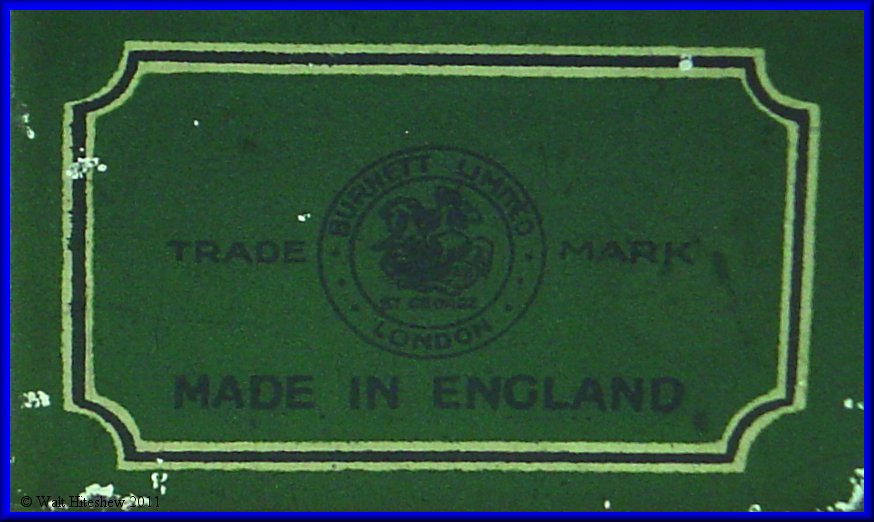 BURNETT LIMITED
TRADE MARK
ST GEORGE
LONDON
MADE IN ENGLAND
© Walt Hiteshew 2011